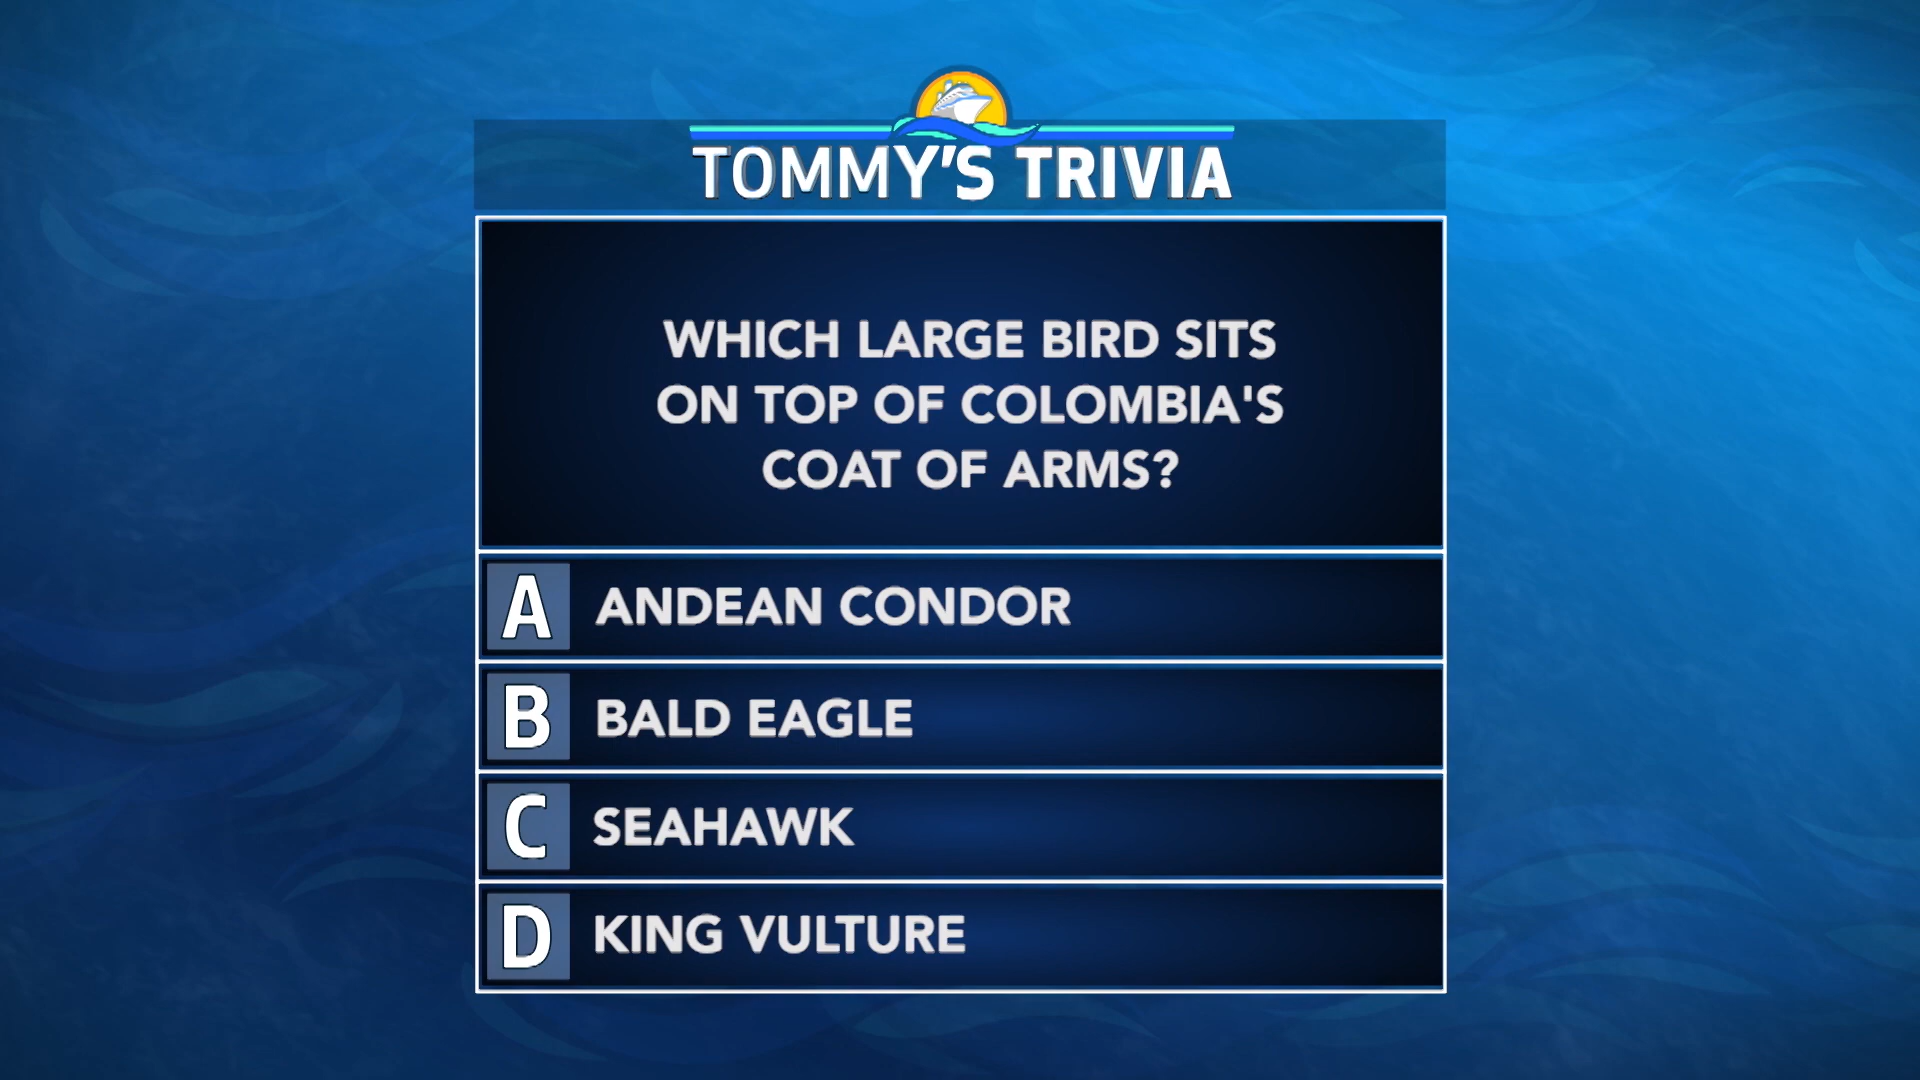 TOMMY'S TRIVIA
WHICH LARGE BIRD SITS
ON TOP OF COLOMBIA'S
COAT OF ARMS?
A ANDEAN CONDOR
B BALD EAGLE
C SEAHAWK
D KING VULTURE